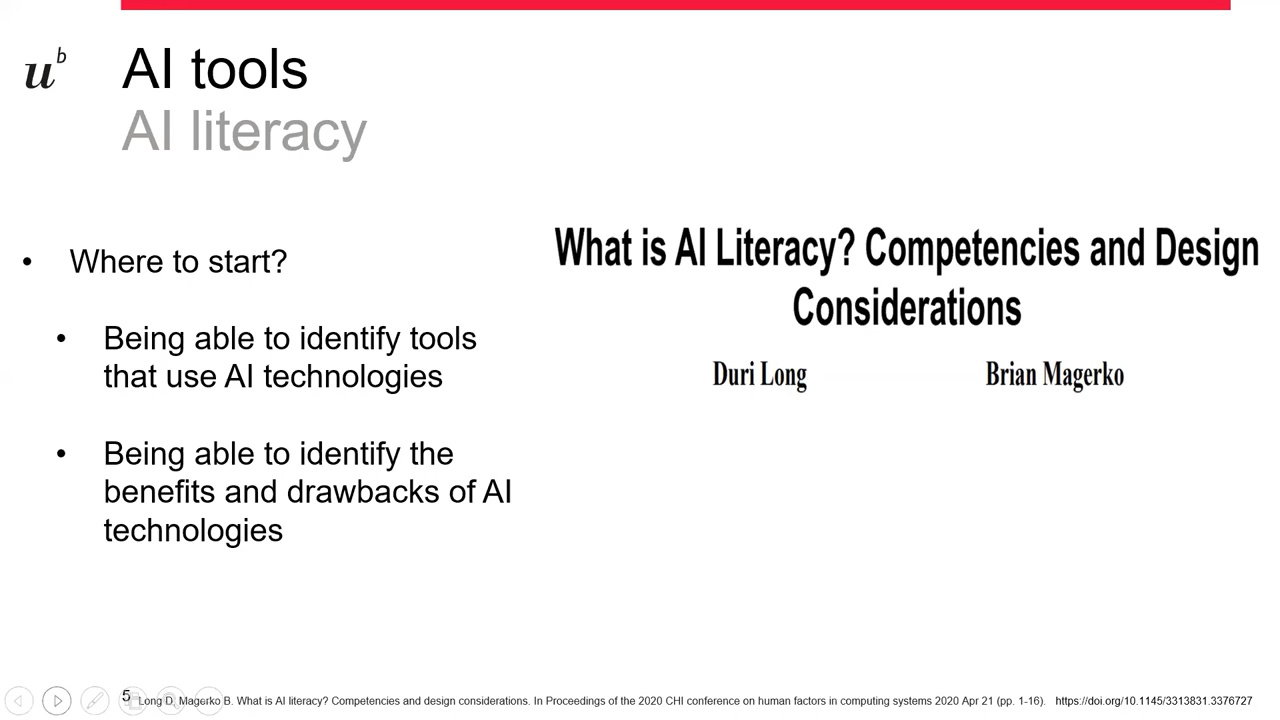 u^b
AI tools
AI literacy
• Where to start?
• Being able to identify tools
that use AI technologies
• Being able to identify the
benefits and drawbacks of AI
technologies
What is AI Literacy? Competencies and Design
Considerations
Duri Long Brian Magerko
5
Long D, Magerko B. What is AI literacy? Competencies and design considerations. In Proceedings of the 2020 CHI conference on human factors in computing systems 2020 Apr 21 (pp. 1-16). https://doi.org/10.1145/3313831.3376727